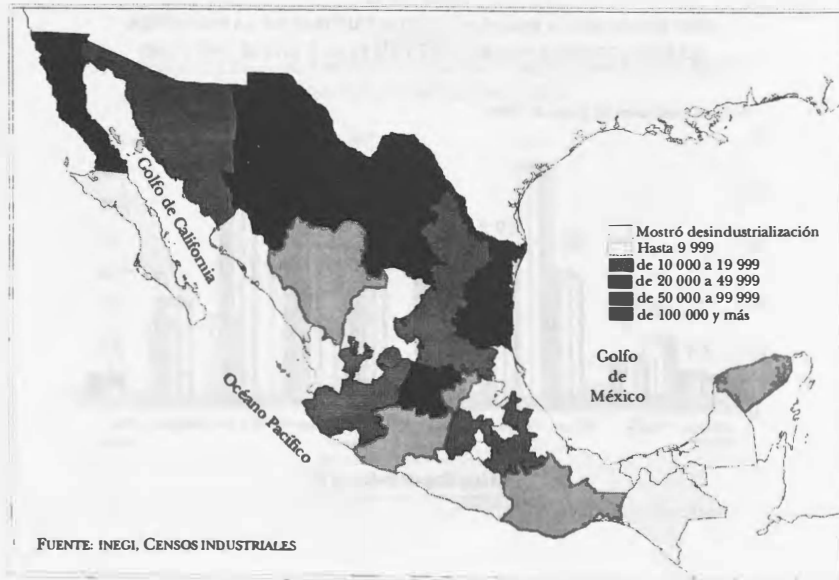 Golfo de California
Mostró desindustrialización
Hasta 9 999
de 10 000 a 19 999
de 20 000 a 49 999
de 50 000 a 99 999
de 100 000 y más
Golfo
de
México
Océano Pacífico
FUENTE: INEGI, CENSOS INDUSTRIALES